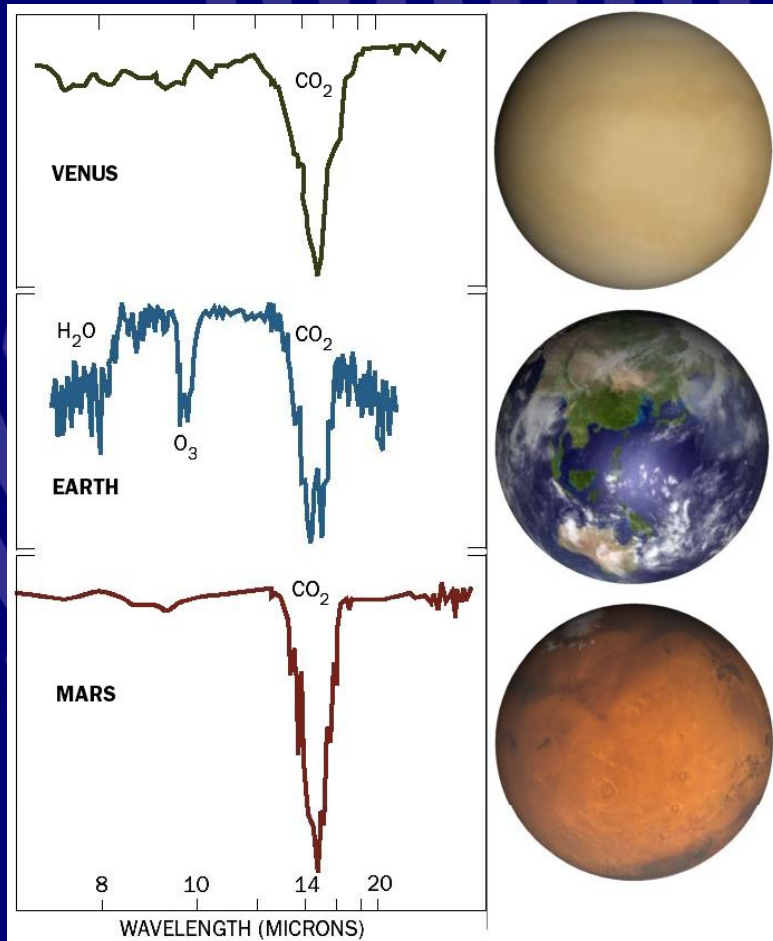 CO₂
VENUS
H₂O
CO₂
O₃
EARTH
CO₂
MARS
8 10 14 20
WAVELENGTH (MICRONS)